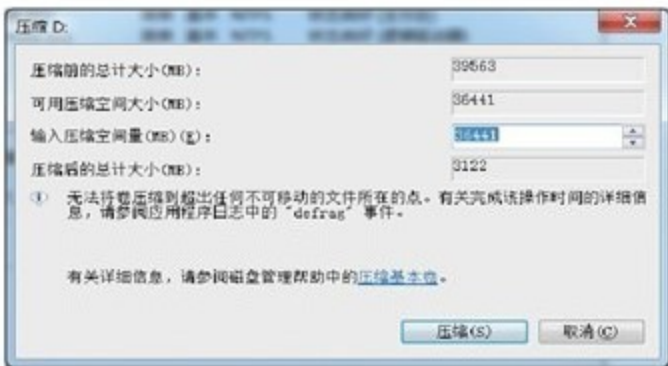 压缩 D:
压缩前的总计大小(MB): 39563
可用压缩空间大小(MB): 36441
输入压缩空间量(MB)(E): 36441
压缩后的总计大小(MB): 3122
无法将卷压缩到超出任何不可移动的文件所在的点。有关完成该操作时间的详细信
息，请参阅应用程序日志中的 "defrag" 事件。
有关详细信息，请参阅磁盘管理帮助中的压缩基本卷。
压缩(S) 取消(C)